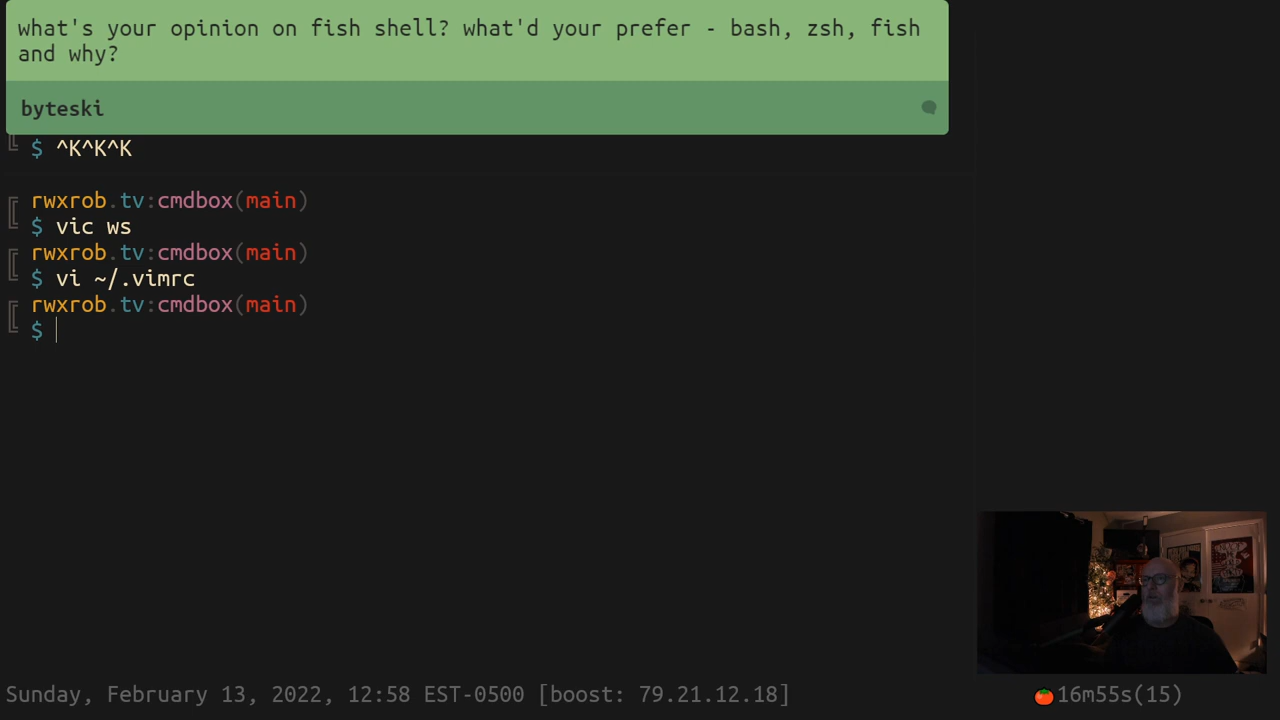 what's your opinion on fish shell? what'd your prefer - bash, zsh, fish
and why?
byteski
$ ^K^K^K
rwxrob.tv:cmdbox(main)
$ vic ws
rwxrob.tv:cmdbox(main)
$ vi ~/.vimrc
rwxrob.tv:cmdbox(main)
$
Sunday, February 13, 2022, 12:58 EST-0500 [boost: 79.21.12.18]
🍅16m55s(15)